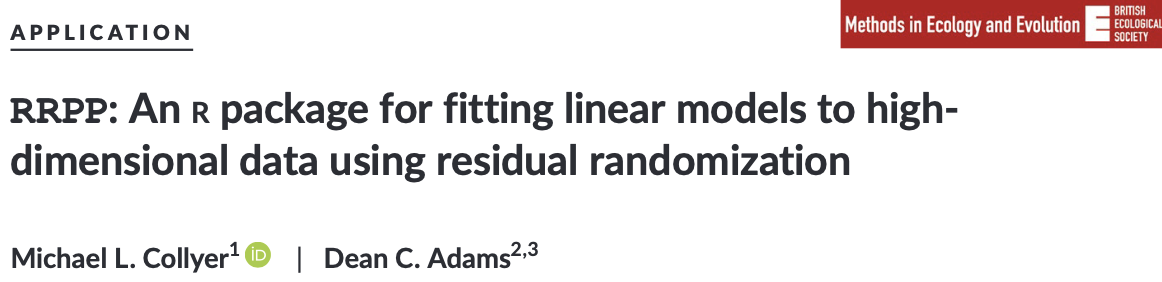 APPLICATION
Methods in Ecology and Evolution
BRITISH
ECOLOGICAL
SOCIETY
RRPP: An R package for fitting linear models to high-
dimensional data using residual randomization
Michael L. Collyer1 iD | Dean C. Adams2,3